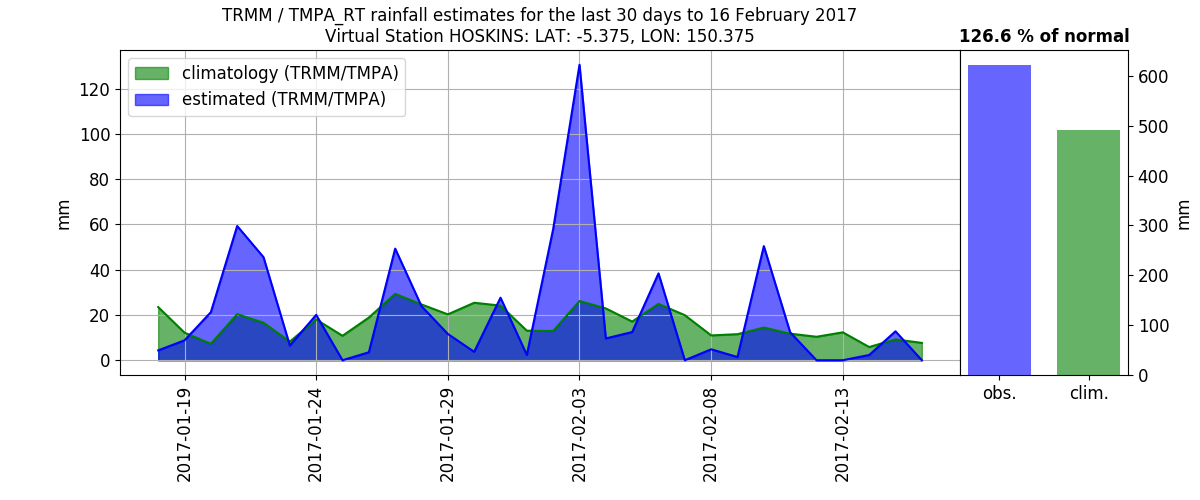 TRMM / TMPA_RT rainfall estimates for the last 30 days to 16 February 2017
Virtual Station HOSKINS: LAT: -5.375, LON: 150.375
126.6 % of normal
climatology (TRMM/TMPA)
estimated (TRMM/TMPA)
mm
120
100
80
60
40
20
0
2017-01-19
2017-01-24
2017-01-29
2017-02-03
2017-02-08
2017-02-13
600
500
400
300
200
100
0
mm
obs.
clim.